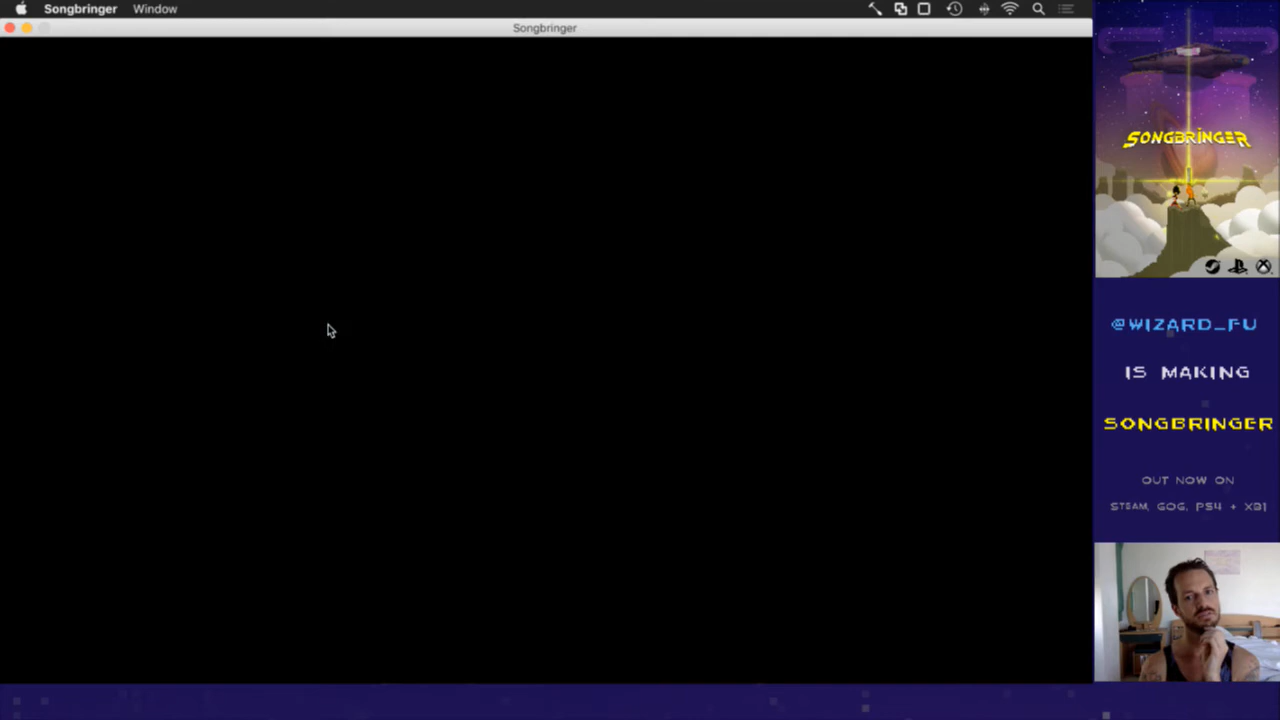 Songbringer Window
Songbringer
SONGBRINGER
@WIZARD_FU
IS MAKING
SONGBRINGER
OUT NOW ON
STEAM, GOG, PS4 + XB1